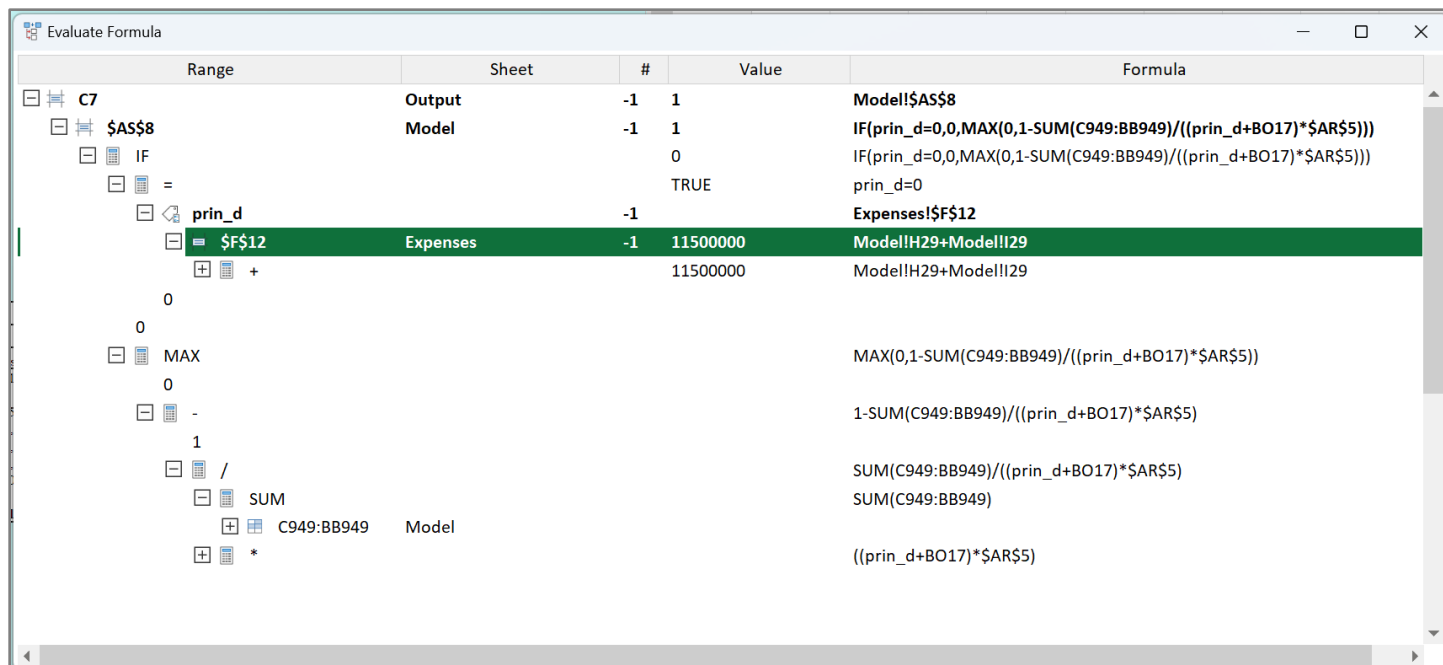 Evaluate Formula
Range Sheet # Value Formula
C7 Output -1 1 Model!$AS$8
$AS$8 Model -1 1 IF(prin_d=0,0,MAX(0,1-SUM(C949:BB949)/((prin_d+BO17)*$AR$5)))
IF 0 IF(prin_d=0,0,MAX(0,1-SUM(C949:BB949)/((prin_d+BO17)*$AR$5)))
= TRUE prin_d=0
prin_d -1 Expenses!$F$12
$F$12 Expenses -1 11500000 Model!H29+Model!I29
+ 11500000 Model!H29+Model!I29
0
0
MAX MAX(0,1-SUM(C949:BB949)/((prin_d+BO17)*$AR$5))
0
- 1-SUM(C949:BB949)/((prin_d+BO17)*$AR$5)
1
/ SUM(C949:BB949)/((prin_d+BO17)*$AR$5)
SUM SUM(C949:BB949)
C949:BB949 Model
* ((prin_d+BO17)*$AR$5)